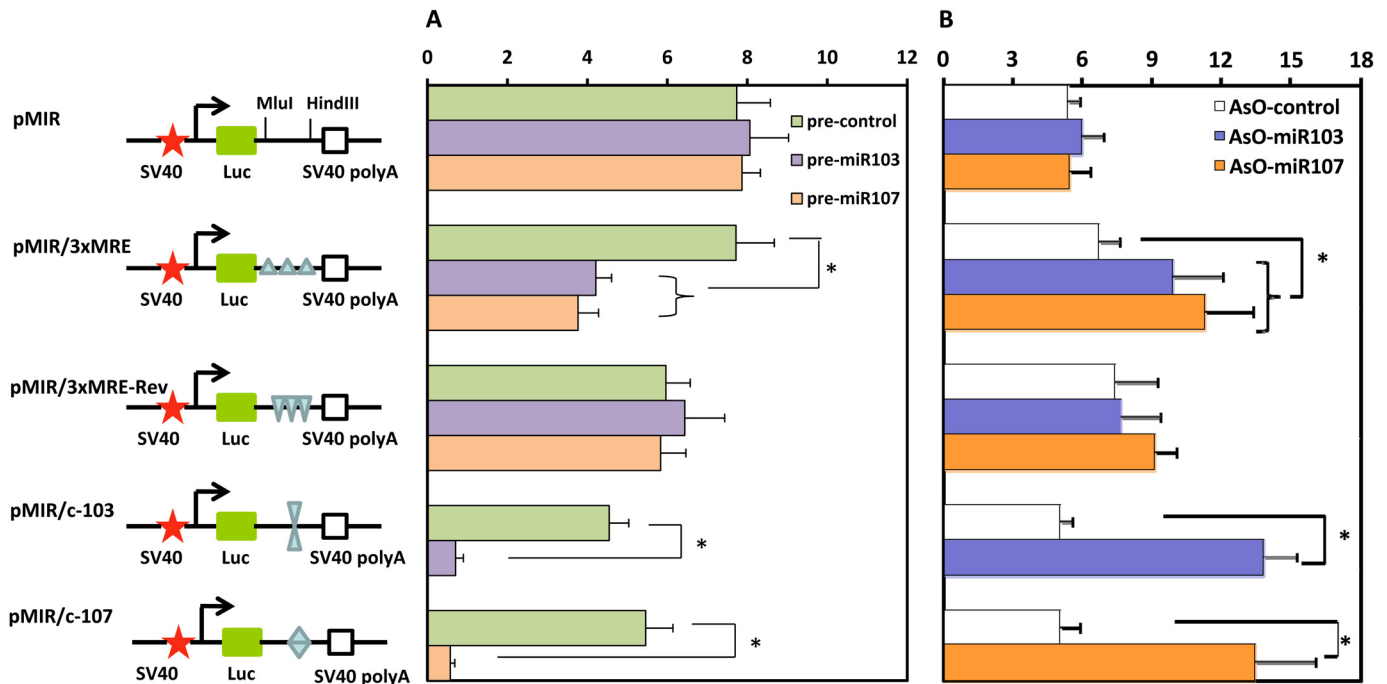 A
B
0 2 4 6 8 10 12
0 3 6 9 12 15 18
pMIR
MluI HindIII
SV40 Luc SV40 polyA
pre-control
pre-miR103
pre-miR107
AsO-control
AsO-miR103
AsO-miR107
pMIR/3xMRE
SV40 Luc SV40 polyA
*
*
pMIR/3xMRE-Rev
SV40 Luc SV40 polyA
pMIR/c-103
SV40 Luc SV40 polyA
*
*
pMIR/c-107
SV40 Luc SV40 polyA
*
*